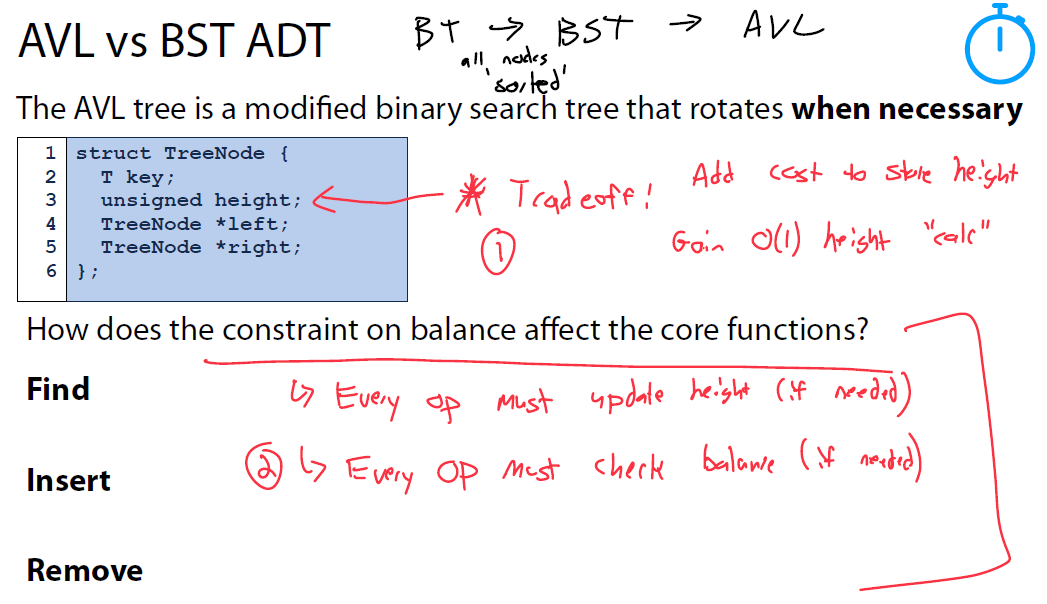 AVL vs BST ADT
BT → BST → AVL
all nodes
'sorted'
The AVL tree is a modified binary search tree that rotates when necessary
1 struct TreeNode {
2 T key;
3 unsigned height;
4 TreeNode *left;
5 TreeNode *right;
6 };
* Tradeoff!
①
Add cost to store height
Gain O(1) height "calc"
How does the constraint on balance affect the core functions?
Find
↳ Every op must update height (if needed)
② ↳ Every op must check balance (if needed)
Insert
Remove